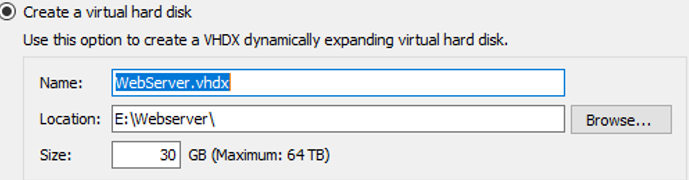 Create a virtual hard disk
Use this option to create a VHDX dynamically expanding virtual hard disk.
Name: WebServer.vhdx
Location: E:\Webserver\ Browse...
Size: 30 GB (Maximum: 64 TB)